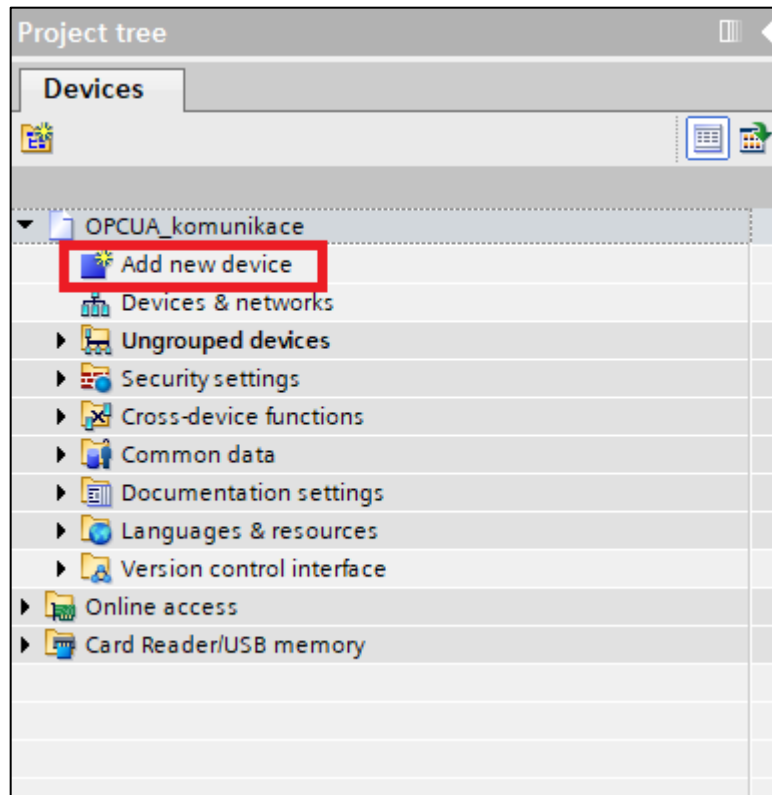 Project tree
Devices
OPCUA_komunikace
Add new device
Devices & networks
Ungrouped devices
Security settings
Cross-device functions
Common data
Documentation settings
Languages & resources
Version control interface
Online access
Card Reader/USB memory